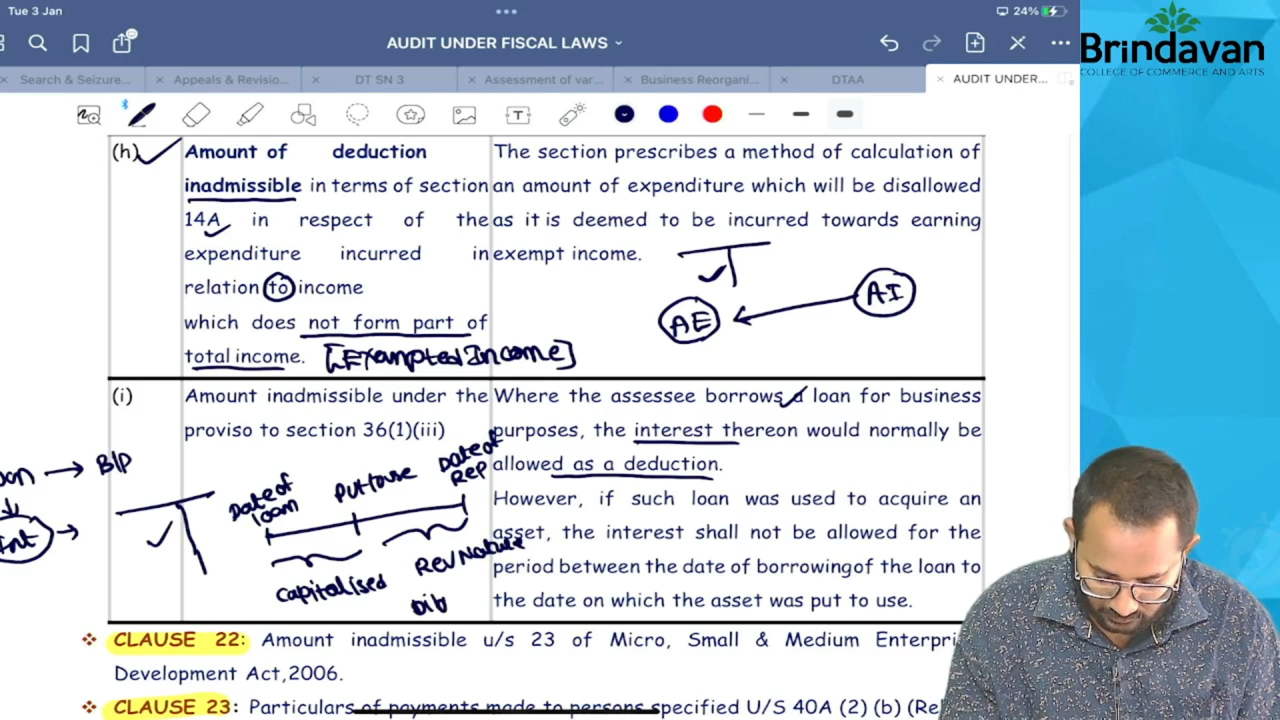 Tue 3 Jan
24%
AUDIT UNDER FISCAL LAWS
Brindavan
COLLEGE OF COMMERCE AND ARTS
Search & Seizure...
Appeals & Revisio...
DT SN 3
Assessment of var...
Business Reorgani...
DTAA
AUDIT UNDER...
(h)
Amount of deduction
inadmissible in terms of section
14A in respect of the
expenditure incurred in
relation to income
which does not form part of
total income. [Exempted Income]
The section prescribes a method of calculation of
an amount of expenditure which will be disallowed
as it is deemed to be incurred towards earning
exempt income.
AI
AE
(i)
Amount inadmissible under the
proviso to section 36(1)(iii)
Where the assessee borrows a loan for business
purposes, the interest thereon would normally be
allowed as a deduction.
However, if such loan was used to acquire an
asset, the interest shall not be allowed for the
period between the date of borrowing of the loan to
the date on which the asset was put to use.
B/P
Int
Date of
loan
Put to use
Date of
REP
Capitalised
Rev Nature
❖ CLAUSE 22: Amount inadmissible u/s 23 of Micro, Small & Medium Enterpri
Development Act,2006.
❖ CLAUSE 23: Particulars of payments made to persons specified U/S 40A (2) (b) (Rel